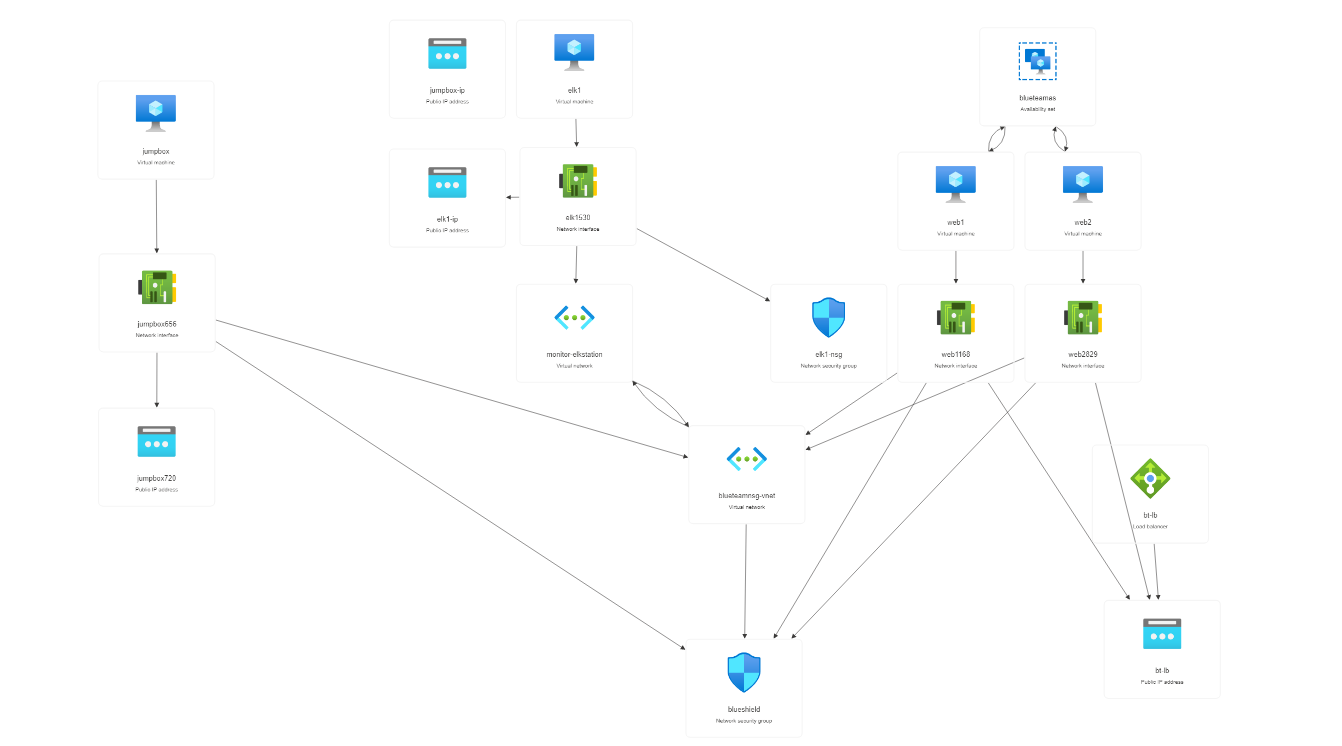 jumpbox-ip
Public IP address
elk1
Virtual machine
blueteamas
Availability set
jumpbox
Virtual machine
elk1-ip
Public IP address
elk1530
Network interface
web1
Virtual machine
web2
Virtual machine
jumpbox656
Network interface
monitor-elkstation
Virtual network
elk1-nsg
Network security group
web1168
Network interface
web2829
Network interface
jumpbox720
Public IP address
blueteamnsg-vnet
Virtual network
bt-lb
Load balancer
blueshield
Network security group
bt-lb
Public IP address